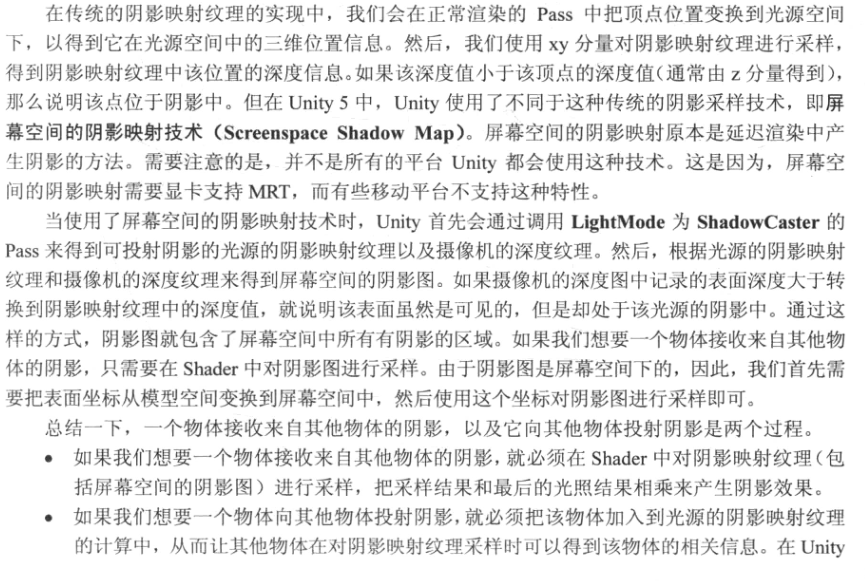 在传统的阴影映射纹理的实现中，我们会在正常渲染的 Pass 中把顶点位置变换到光源空间
下，以得到它在光源空间中的三维位置信息。然后，我们使用 xy 分量对阴影映射纹理进行采样，
得到阴影映射纹理中该位置的深度信息。如果该深度值小于该顶点的深度值（通常由 z 分量得到），
那么说明该点位于阴影中。但在 Unity 5 中，Unity 使用了不同于这种传统的阴影采样技术，即屏
幕空间的阴影映射技术（Screenspace Shadow Map）。屏幕空间的阴影映射原本是延迟渲染中产
生阴影的方法。需要注意的是，并不是所有的平台 Unity 都会使用这种技术。这是因为，屏幕空
间的阴影映射需要显卡支持 MRT，而有些移动平台不支持这种特性。
当使用了屏幕空间的阴影映射技术时，Unity 首先会通过调用 LightMode 为 ShadowCaster 的
Pass 来得到可投射阴影的光源的阴影映射纹理以及摄像机的深度纹理。然后，根据光源的阴影映射
纹理和摄像机的深度纹理来得到屏幕空间的阴影图。如果摄像机的深度图中记录的表面深度大于转
换到阴影映射纹理中的深度值，就说明该表面虽然是可见的，但是却处于该光源的阴影中。通过这
样的方式，阴影图就包含了屏幕空间中所有有阴影的区域。如果我们想要一个物体接收来自其他物
体的阴影，只需要在 Shader 中对阴影图进行采样。由于阴影图是屏幕空间下的，因此，我们首先需
要把表面坐标从模型空间变换到屏幕空间中，然后使用这个坐标对阴影图进行采样即可。
总结一下，一个物体接收来自其他物体的阴影，以及它向其他物体投射阴影是两个过程。
● 如果我们想要一个物体接收来自其他物体的阴影，就必须在 Shader 中对阴影映射纹理（包
括屏幕空间的阴影图）进行采样，把采样结果和最后的光照结果相乘来产生阴影效果。
● 如果我们想要一个物体向其他物体投射阴影，就必须把该物体加入到光源的阴影映射纹理
的计算中，从而让其他物体在对阴影映射纹理采样时可以得到该物体的相关信息。在 Unity